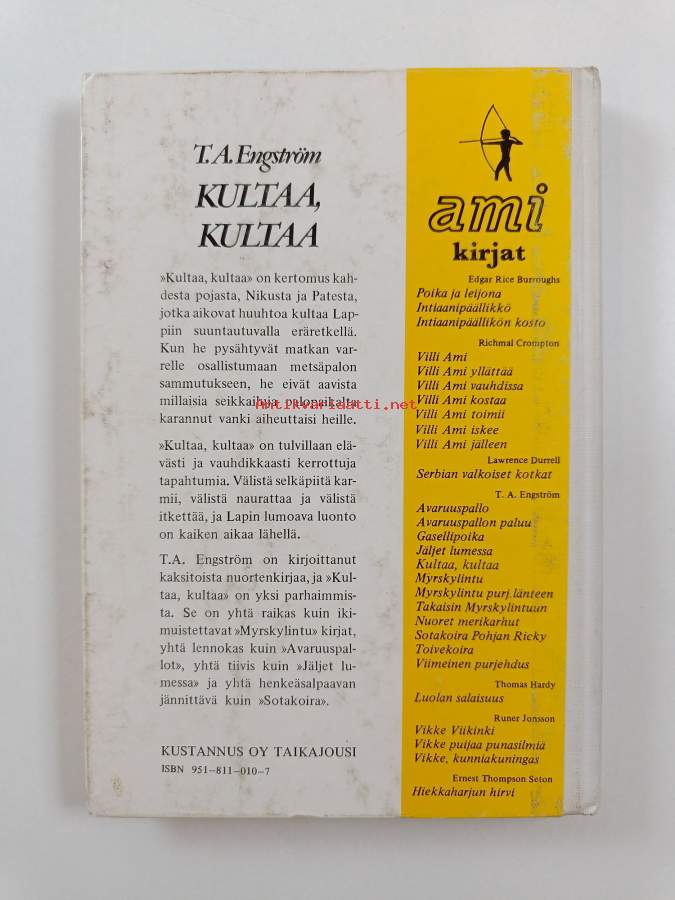 T. A. Engström
KULTAA,
KULTAA
»Kultaa, kultaa» on kertomus kah-
desta pojasta, Nikusta ja Patesta,
jotka aikovat huuhtoa kultaa Lap-
piin suuntautuvalla eräretkellä.
Kun he pysähtyvät matkan var-
relle osallistumaan metsäpalon
sammutukseen, he eivät aavista
millaisia seikkailuja palopaikalta
karannut vanki aiheuttaisi heille.
»Kultaa, kultaa» on tulvillaan elä-
västi ja vauhdikkaasti kerrottuja
tapahtumia. Välistä selkäpiitä kar-
mii, välistä naurattaa ja välistä
itkettää, ja Lapin lumoava luonto
on kaiken aikaa lähellä.
T.A. Engström on kirjoittanut
kaksitoista nuortenkirjaa, ja »Kul-
taa, kultaa» on yksi parhaimmis-
ta. Se on yhtä raikas kuin iki-
muistettavat »Myrskylintu» kirjat,
yhtä lennokas kuin »Avaruuspal-
lot», yhtä tiivis kuin »Jäljet lu-
messa» ja yhtä henkeäsalpaavan
jännittävä kuin »Sotakoira».
KUSTANNUS OY TAIKAJOUSI
ISBN 951–811–010–7
ami
kirjat
Edgar Rice Burroughs
Poika ja leijona
Intiaanipäällikkö
Intiaanipäällikön kosto
Richmal Crompton
Villi Ami
Villi Ami yllättää
Villi Ami vauhdissa
Villi Ami kostaa
Villi Ami toimii
Villi Ami iskee
Villi Ami jälleen
Lawrence Durrell
Serbian valkoiset kotkat
T. A. Engström
Avaruuspallo
Avaruuspallon paluu
Gasellipoika
Jäljet lumessa
Kultaa, kultaa
Myrskylintu
Myrskylintu purj.länteen
Takaisin Myrskylintuun
Nuoret merikarhut
Sotakoira Pohjan Ricky
Toivekoira
Viimeinen purjehdus
Thomas Hardy
Luolan salaisuus
Runer Jonsson
Vikke Viikinki
Vikke puijaa punasilmiä
Vikke, kunniakuningas
Ernest Thompson Seton
Hiekkaharjun hirvi
Antikvariaatti.net